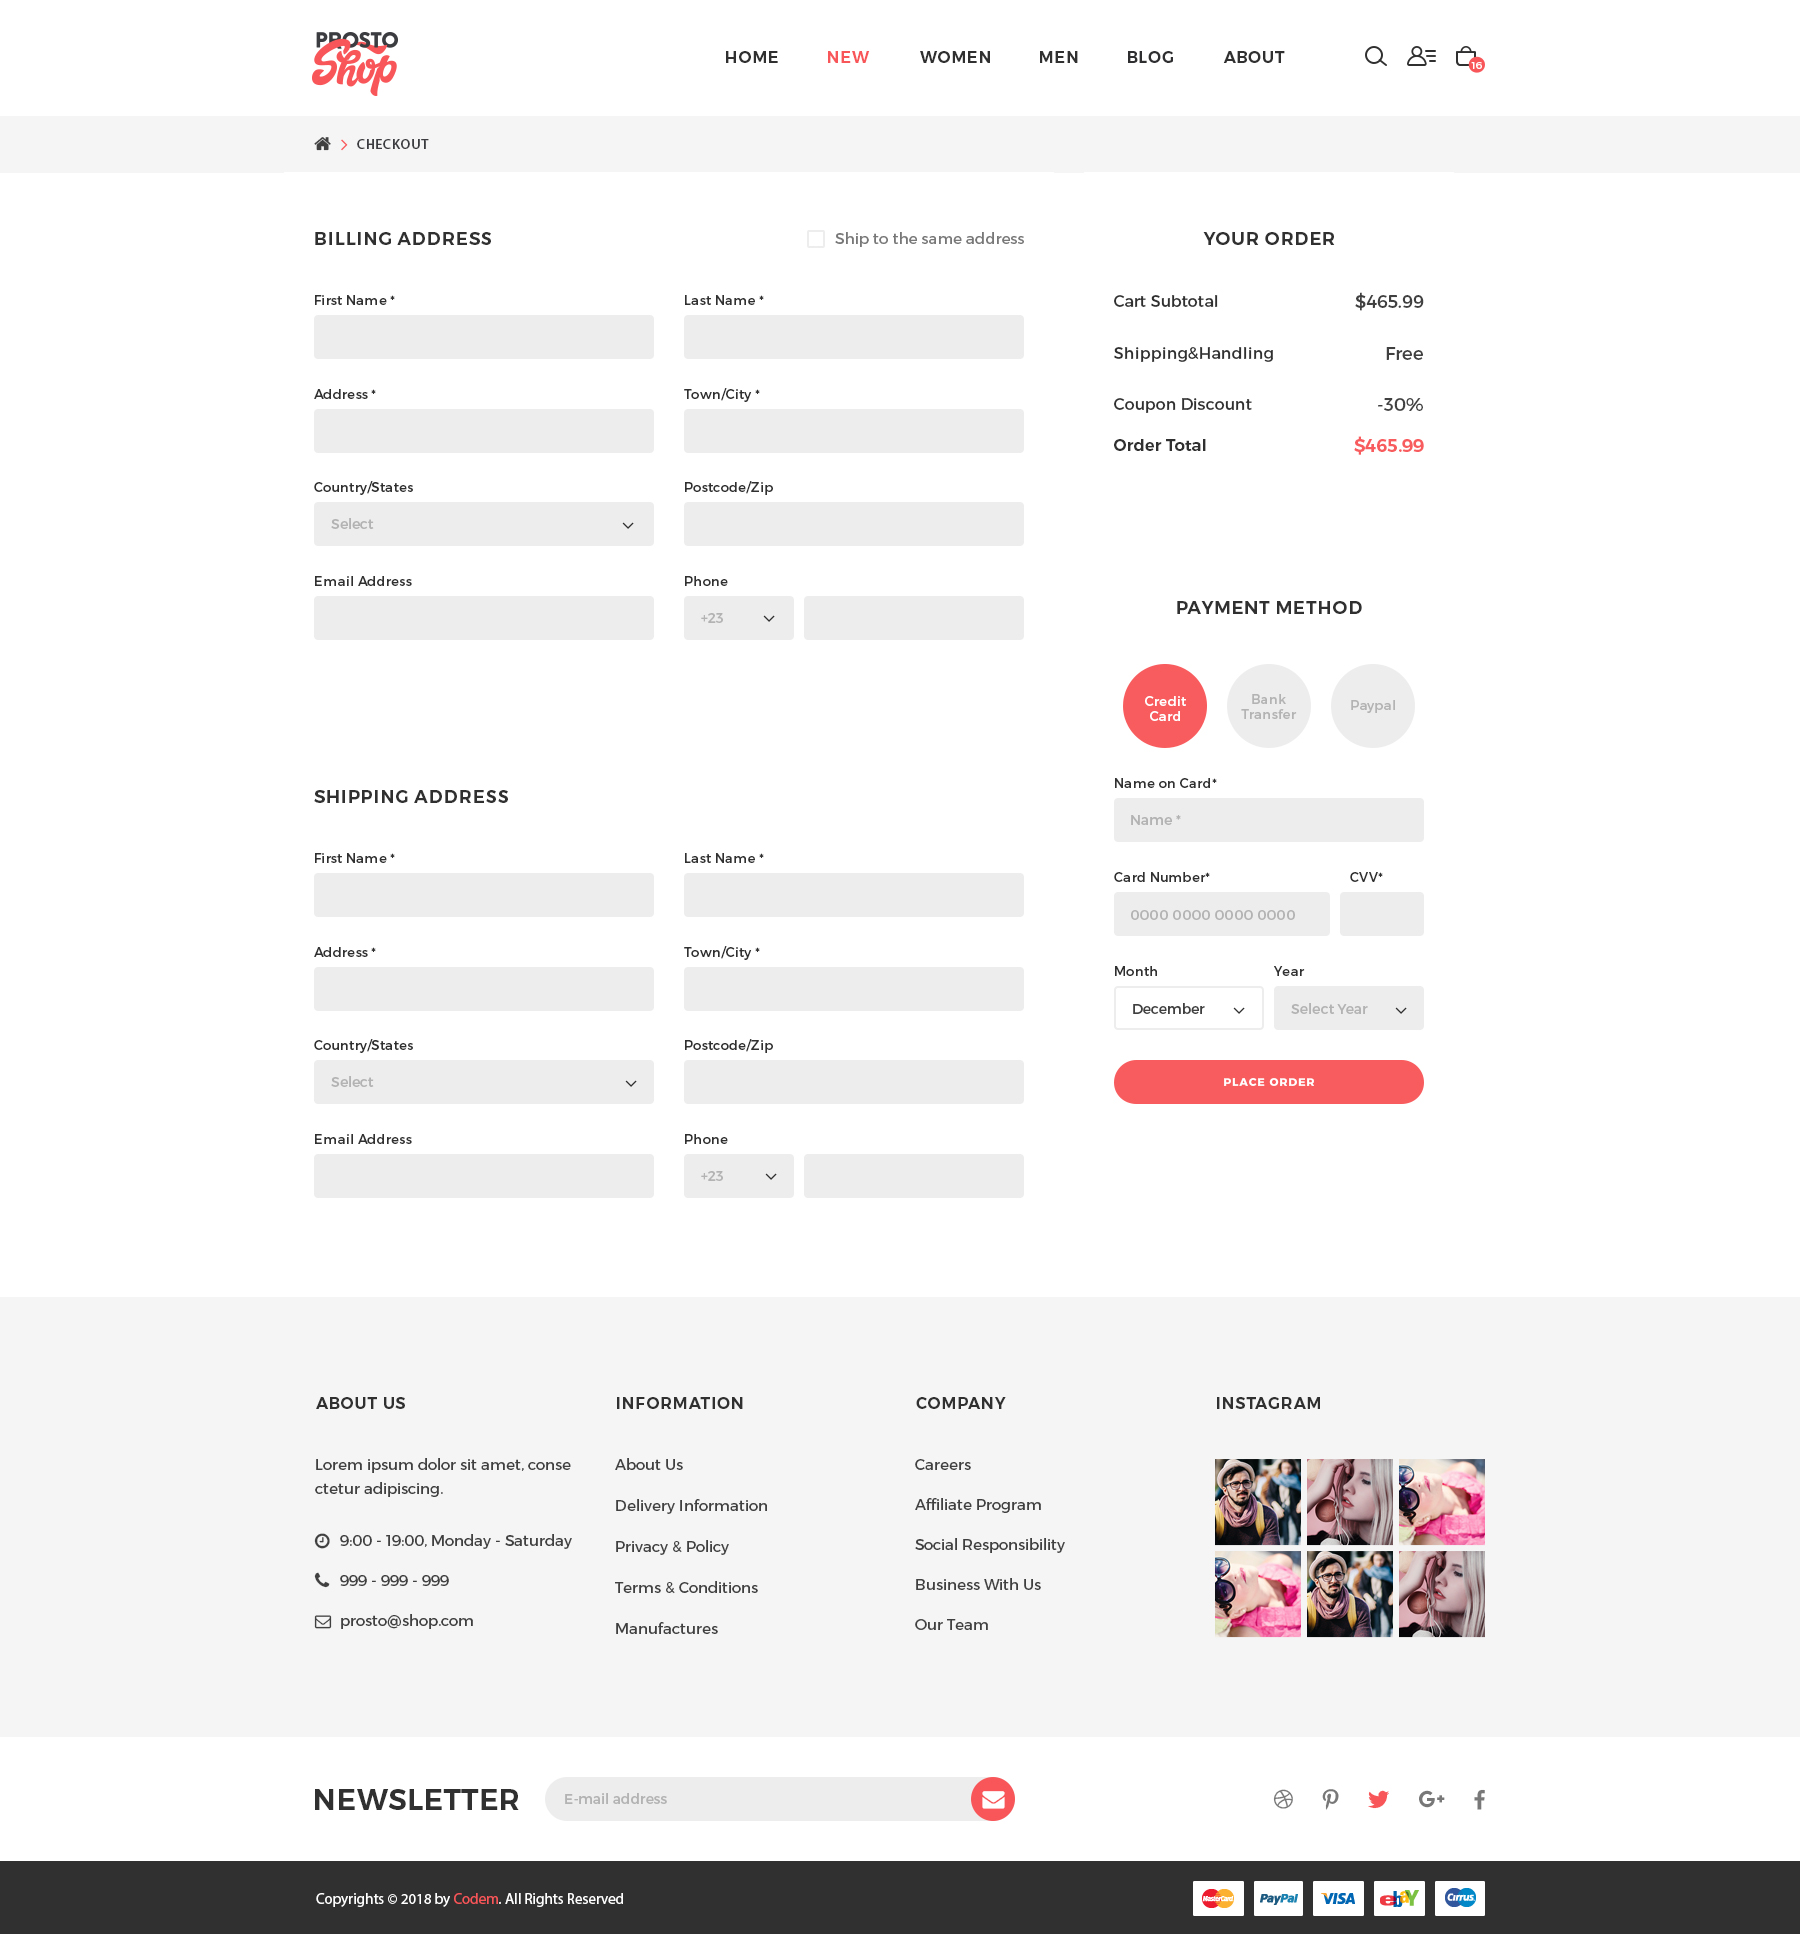 PROSTO
Shop
HOME NEW WOMEN MEN BLOG ABOUT
16
CHECKOUT
BILLING ADDRESS
Ship to the same address
First Name * Last Name *
Address * Town/City *
Country/States Postcode/Zip
Select
Email Address Phone
+23
SHIPPING ADDRESS
First Name * Last Name *
Address * Town/City *
Country/States Postcode/Zip
Select
Email Address Phone
+23
YOUR ORDER
Cart Subtotal $465.99
Shipping&Handling Free
Coupon Discount -30%
Order Total $465.99
PAYMENT METHOD
Credit
Card
Bank
Transfer
Paypal
Name on Card*
Name *
Card Number* CVV*
0000 0000 0000 0000
Month Year
December Select Year
PLACE ORDER
ABOUT US
Lorem ipsum dolor sit amet, conse
ctetur adipiscing.
9:00 - 19:00, Monday - Saturday
999 - 999 - 999
prosto@shop.com
INFORMATION
About Us
Delivery Information
Privacy & Policy
Terms & Conditions
Manufactures
COMPANY
Careers
Affiliate Program
Social Responsibility
Business With Us
Our Team
INSTAGRAM
NEWSLETTER
E-mail address
Copyrights © 2018 by Codem. All Rights Reserved
MasterCard PayPal VISA ebaY Cirrus